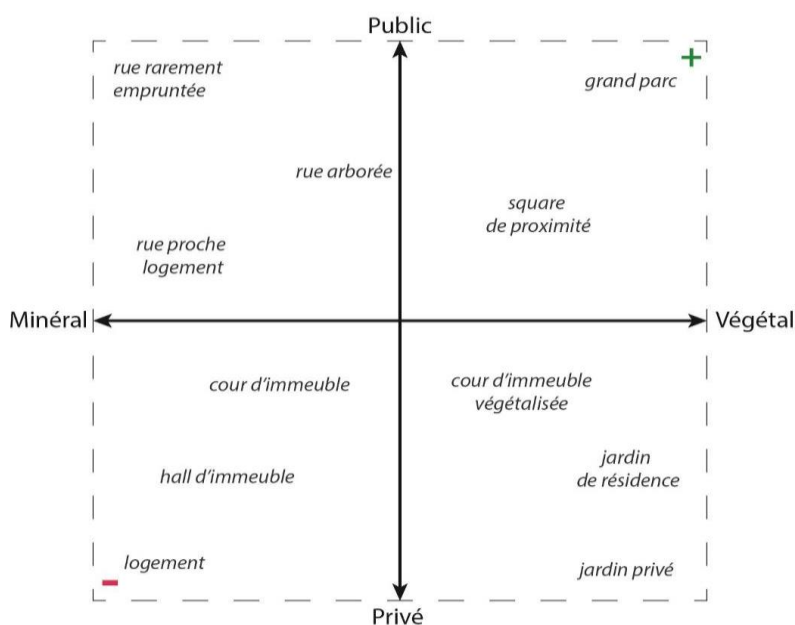 Public
+
rue rarement
empruntée
grand parc
rue arborée
square
de proximité
rue proche
logement
Minéral
Végétal
cour d'immeuble
cour d'immeuble
végétalisée
hall d'immeuble
jardin
de résidence
logement
-
jardin privé
Privé